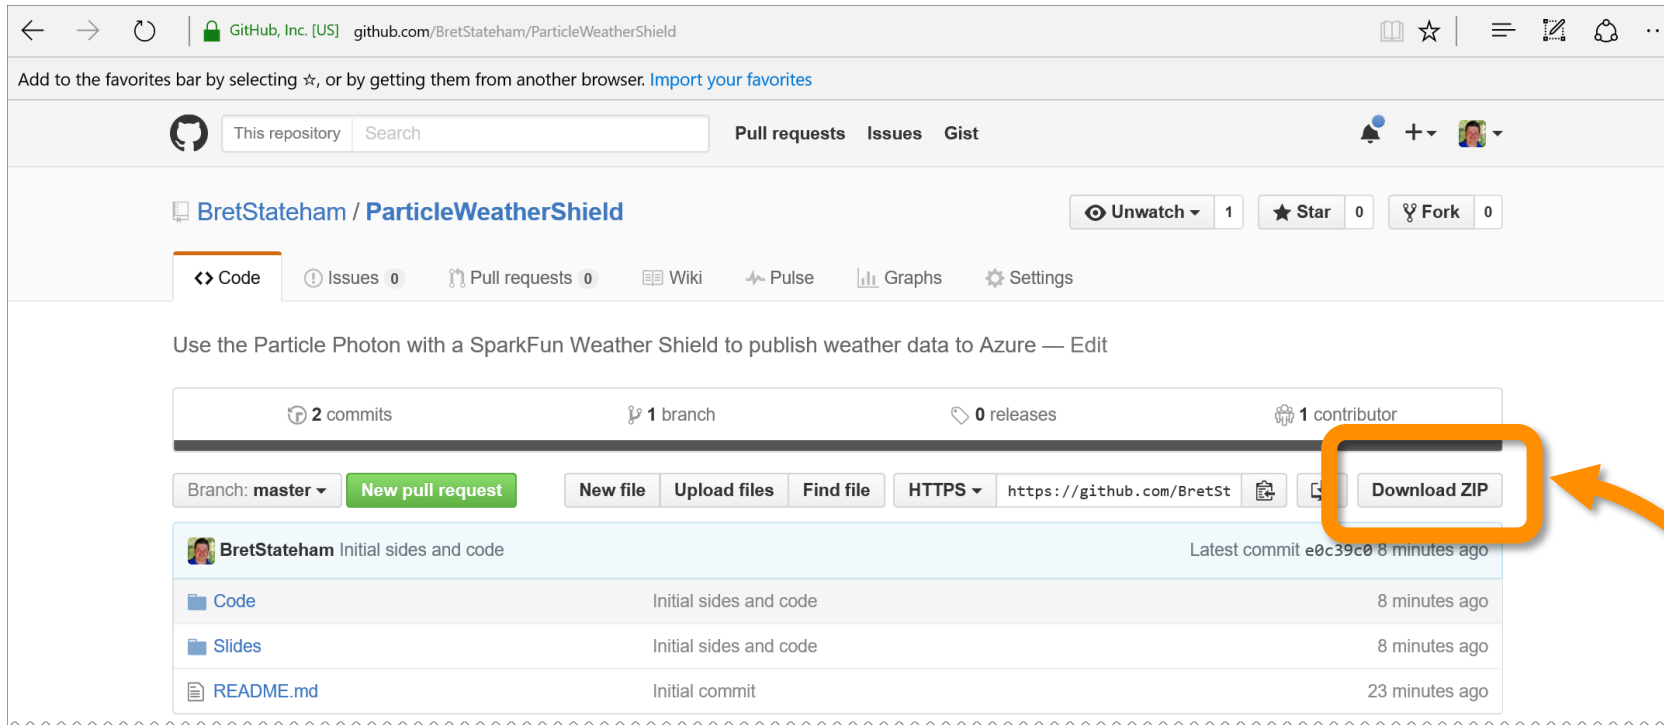 GitHub, Inc. [US] github.com/BretStateham/ParticleWeatherShield
Add to the favorites bar by selecting ☆, or by getting them from another browser. Import your favorites
This repository Search Pull requests Issues Gist
BretStateham / ParticleWeatherShield Unwatch 1 Star 0 Fork 0
Code Issues 0 Pull requests 0 Wiki Pulse Graphs Settings
Use the Particle Photon with a SparkFun Weather Shield to publish weather data to Azure — Edit
2 commits 1 branch 0 releases 1 contributor
Branch: master New pull request New file Upload files Find file HTTPS https://github.com/BretSt Download ZIP
BretStateham Initial sides and code Latest commit e0c39c0 8 minutes ago
Code Initial sides and code 8 minutes ago
Slides Initial sides and code 8 minutes ago
README.md Initial commit 23 minutes ago